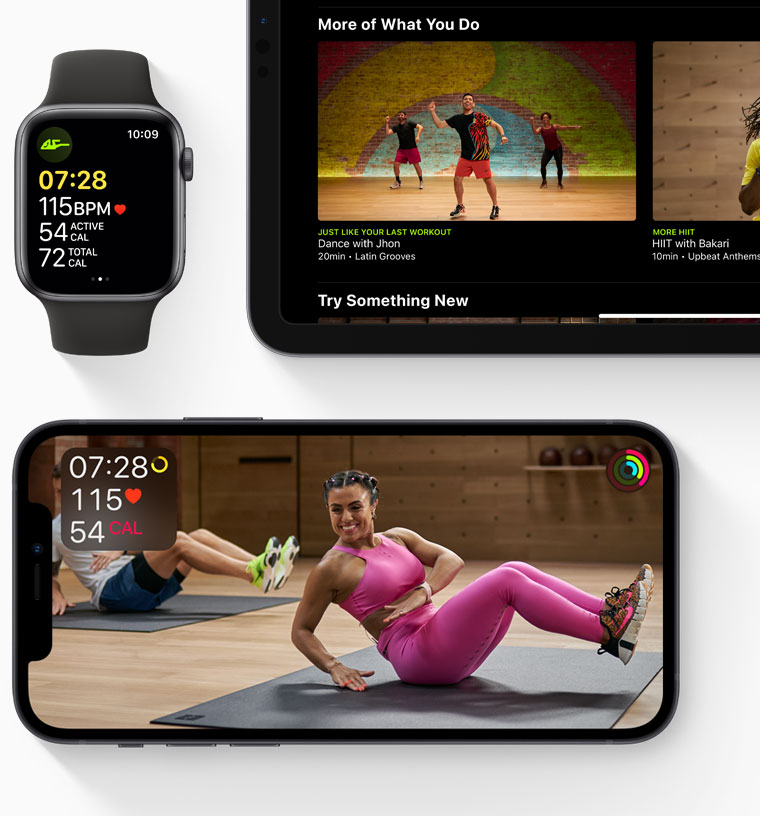 10:09
07:28
115BPM
54 ACTIVE CAL
72 TOTAL CAL
More of What You Do
JUST LIKE YOUR LAST WORKOUT
Dance with Jhon
20min • Latin Grooves
MORE HIIT
HIIT with Bakari
10min • Upbeat Anthems
Try Something New
07:28
115
54 CAL